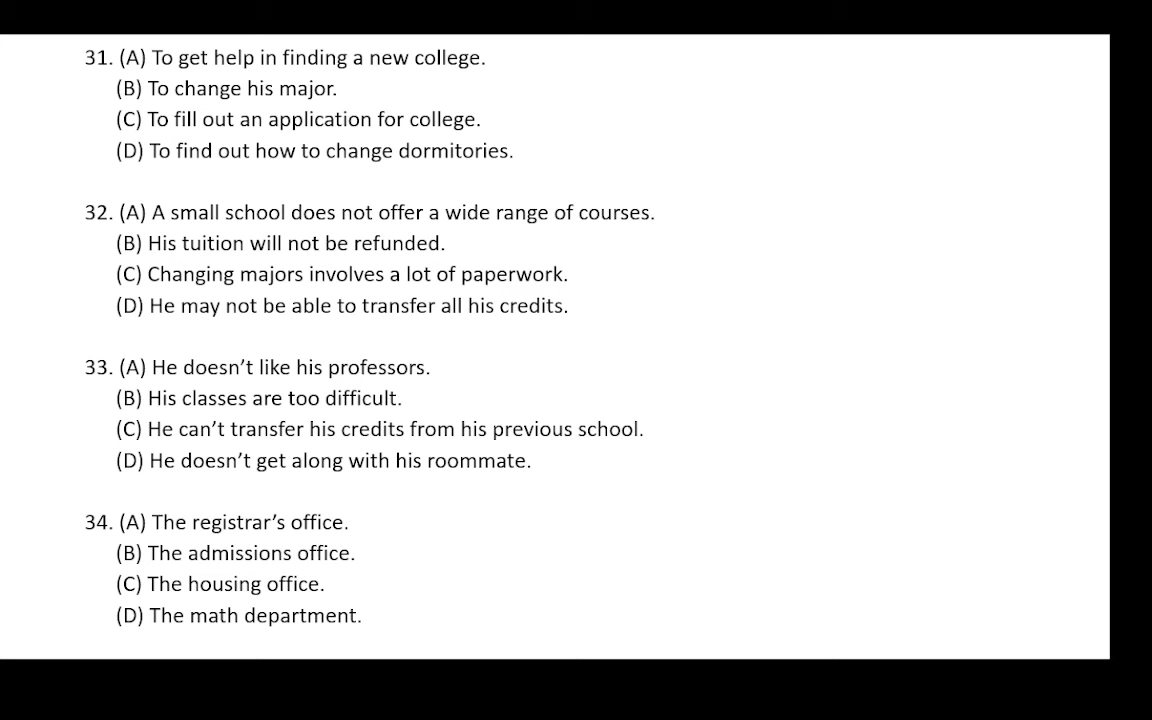 31. (A) To get help in finding a new college.
(B) To change his major.
(C) To fill out an application for college.
(D) To find out how to change dormitories.
32. (A) A small school does not offer a wide range of courses.
(B) His tuition will not be refunded.
(C) Changing majors involves a lot of paperwork.
(D) He may not be able to transfer all his credits.
33. (A) He doesn’t like his professors.
(B) His classes are too difficult.
(C) He can’t transfer his credits from his previous school.
(D) He doesn’t get along with his roommate.
34. (A) The registrar’s office.
(B) The admissions office.
(C) The housing office.
(D) The math department.